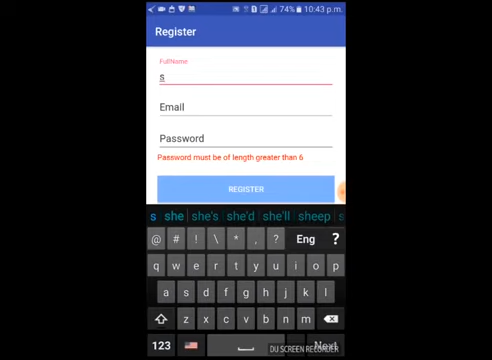 74% 10:43 p.m.
Register
FullName
s
Email
Password
Password must be of length greater than 6
REGISTER
s she she's she'd she'll sheep s
@ # ! \ * , ? Eng ?
q w e r t y u i o p
a s d f g h j k l
z x c v b n m
123 Next
DU SCREEN RECORDER